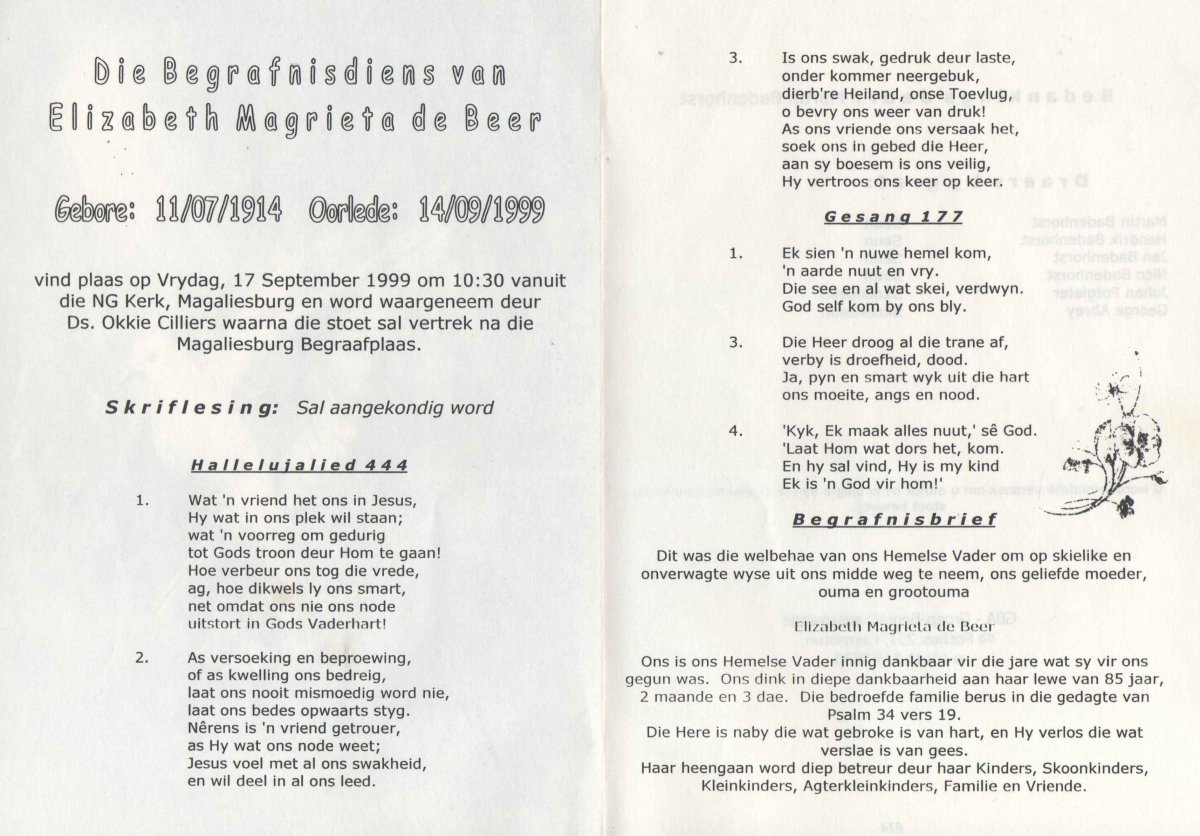 Die Begrafnisdiens van
Elizabeth Magrieta de Beer
Gebore: 11/07/1914 Oorlede: 14/09/1999
vind plaas op Vrydag, 17 September 1999 om 10:30 vanuit
die NG Kerk, Magaliesburg en word waargeneem deur
Ds. Okkie Cilliers waarna die stoet sal vertrek na die
Magaliesburg Begraafplaas.
Skriflesing: Sal aangekondig word
Hallelujalied 444
1. Wat 'n vriend het ons in Jesus,
Hy wat in ons plek wil staan;
wat 'n voorreg om gedurig
tot Gods troon deur Hom te gaan!
Hoe verbeur ons tog die vrede,
ag, hoe dikwels ly ons smart,
net omdat ons nie ons node
uitstort in Gods Vaderhart!
2. As versoeking en beproewing,
of as kwelling ons bedreig,
laat ons nooit mismoedig word nie,
laat ons bedes opwaarts styg.
Nêrens is 'n vriend getrouer,
as Hy wat ons node weet;
Jesus voel met al ons swakheid,
en wil deel in al ons leed.
3. Is ons swak, gedruk deur laste,
onder kommer neergebuk,
dierb're Heiland, onse Toevlug,
o bevry ons weer van druk!
As ons vriende ons versaak het,
soek ons in gebed die Heer,
aan sy boesem is ons veilig,
Hy vertroos ons keer op keer.
Gesang 177
1. Ek sien 'n nuwe hemel kom,
'n aarde nuut en vry.
Die see en al wat skei, verdwyn.
God self kom by ons bly.
3. Die Heer droog al die trane af,
verby is droefheid, dood.
Ja, pyn en smart wyk uit die hart
ons moeite, angs en nood.
4. 'Kyk, Ek maak alles nuut,' sê God.
'Laat Hom wat dors het, kom.
En hy sal vind, Hy is my kind
Ek is 'n God vir hom!'
Begrafnisbrief
Dit was die welbehae van ons Hemelse Vader om op skielike en
onverwagte wyse uit ons midde weg te neem, ons geliefde moeder,
ouma en grootouma
Elizabeth Magrieta de Beer
Ons is ons Hemelse Vader innig dankbaar vir die jare wat sy vir ons
gegun was. Ons dink in diepe dankbaarheid aan haar lewe van 85 jaar,
2 maande en 3 dae. Die bedroefde familie berus in die gedagte van
Psalm 34 vers 19.
Die Here is naby die wat gebroke is van hart, en Hy verlos die wat
verslae is van gees.
Haar heengaan word diep betreur deur haar Kinders, Skoonkinders,
Kleinkinders, Agterkleinkinders, Familie en Vriende.